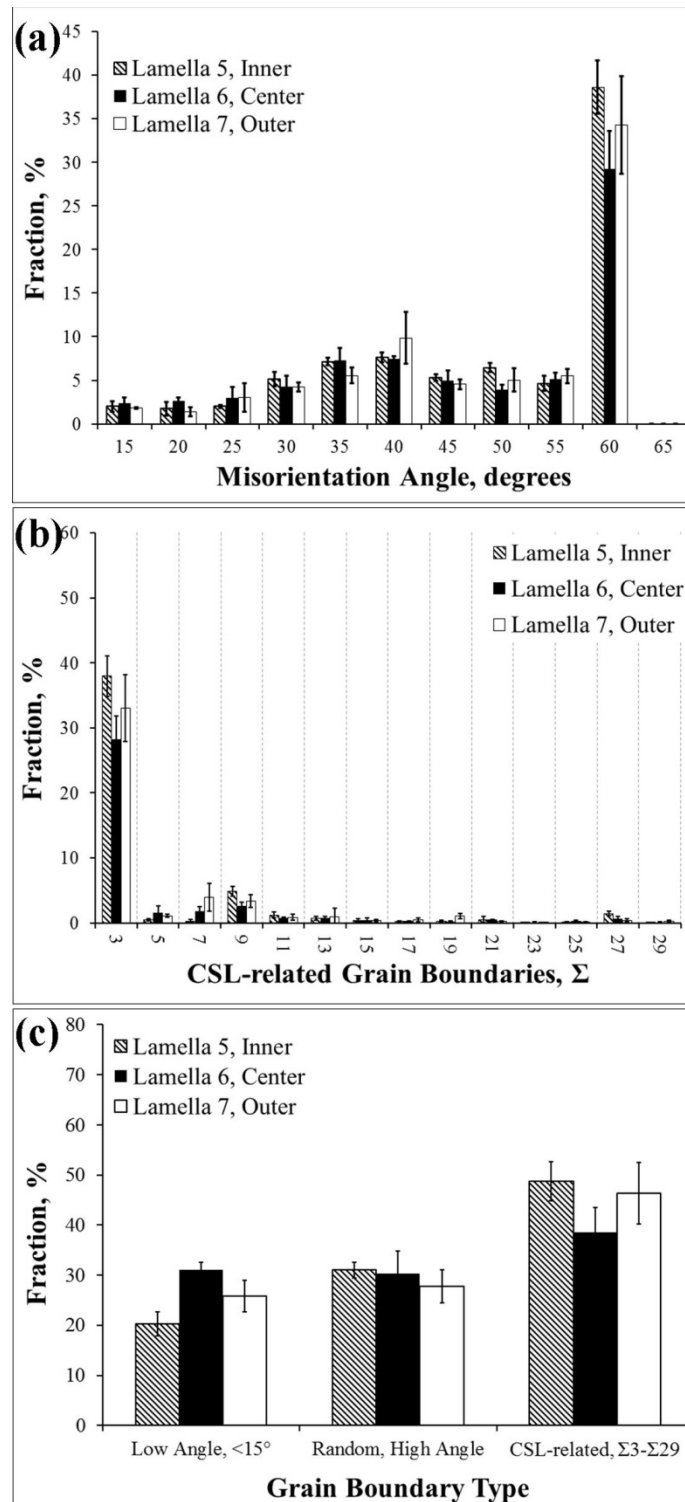 (a)
45
40
35
30
25
20
15
10
5
0
Fraction, %
Lamella 5, Inner
Lamella 6, Center
Lamella 7, Outer
15 20 25 30 35 40 45 50 55 60 65
Misorientation Angle, degrees
(b)
60
50
40
30
20
10
0
Fraction, %
Lamella 5, Inner
Lamella 6, Center
Lamella 7, Outer
3 5 7 9 11 13 15 17 19 21 23 25 27 29
CSL-related Grain Boundaries, Σ
(c)
80
70
60
50
40
30
20
10
0
Fraction, %
Lamella 5, Inner
Lamella 6, Center
Lamella 7, Outer
Low Angle, <15° Random, High Angle CSL-related, Σ3-Σ29
Grain Boundary Type